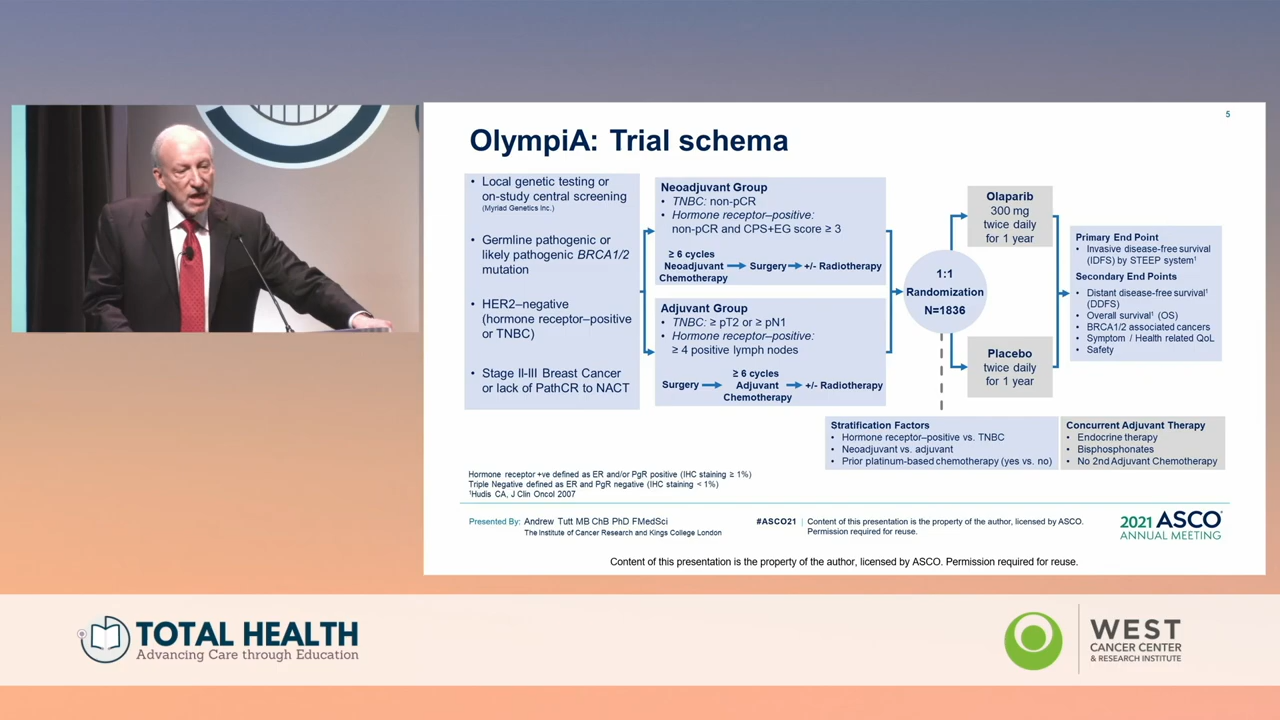 5
OlympiA: Trial schema
• Local genetic testing or
on-study central screening
(Myriad Genetics Inc.)
• Germline pathogenic or
likely pathogenic BRCA1/2
mutation
• HER2–negative
(hormone receptor–positive
or TNBC)
• Stage II-III Breast Cancer
or lack of PathCR to NACT
Neoadjuvant Group
• TNBC: non-pCR
• Hormone receptor–positive:
non-pCR and CPS+EG score ≥ 3
≥ 6 cycles
Neoadjuvant
Chemotherapy
Surgery
+/- Radiotherapy
Adjuvant Group
• TNBC: ≥ pT2 or ≥ pN1
• Hormone receptor–positive:
≥ 4 positive lymph nodes
Surgery
≥ 6 cycles
Adjuvant
Chemotherapy
+/- Radiotherapy
1:1
Randomization
N=1836
Olaparib
300 mg
twice daily
for 1 year
Placebo
twice daily
for 1 year
Primary End Point
• Invasive disease-free survival
(IDFS) by STEEP system¹
Secondary End Points
• Distant disease-free survival¹
(DDFS)
• Overall survival¹ (OS)
• BRCA1/2 associated cancers
• Symptom / Health related QoL
• Safety
Stratification Factors
• Hormone receptor–positive vs. TNBC
• Neoadjuvant vs. adjuvant
• Prior platinum-based chemotherapy (yes vs. no)
Concurrent Adjuvant Therapy
• Endocrine therapy
• Bisphosphonates
• No 2nd Adjuvant Chemotherapy
Hormone receptor +ve defined as ER and/or PgR positive (IHC staining ≥ 1%)
Triple Negative defined as ER and PgR negative (IHC staining < 1%)
¹Hudis CA, J Clin Oncol 2007
Presented By: Andrew Tutt MB ChB PhD FMedSci
The Institute of Cancer Research and Kings College London
#ASCO21 | Content of this presentation is the property of the author, licensed by ASCO.
Permission required for reuse.
2021 ASCO
ANNUAL MEETING
Content of this presentation is the property of the author, licensed by ASCO. Permission required for reuse.
TOTAL HEALTH
Advancing Care through Education
WEST
CANCER CENTER
& RESEARCH INSTITUTE